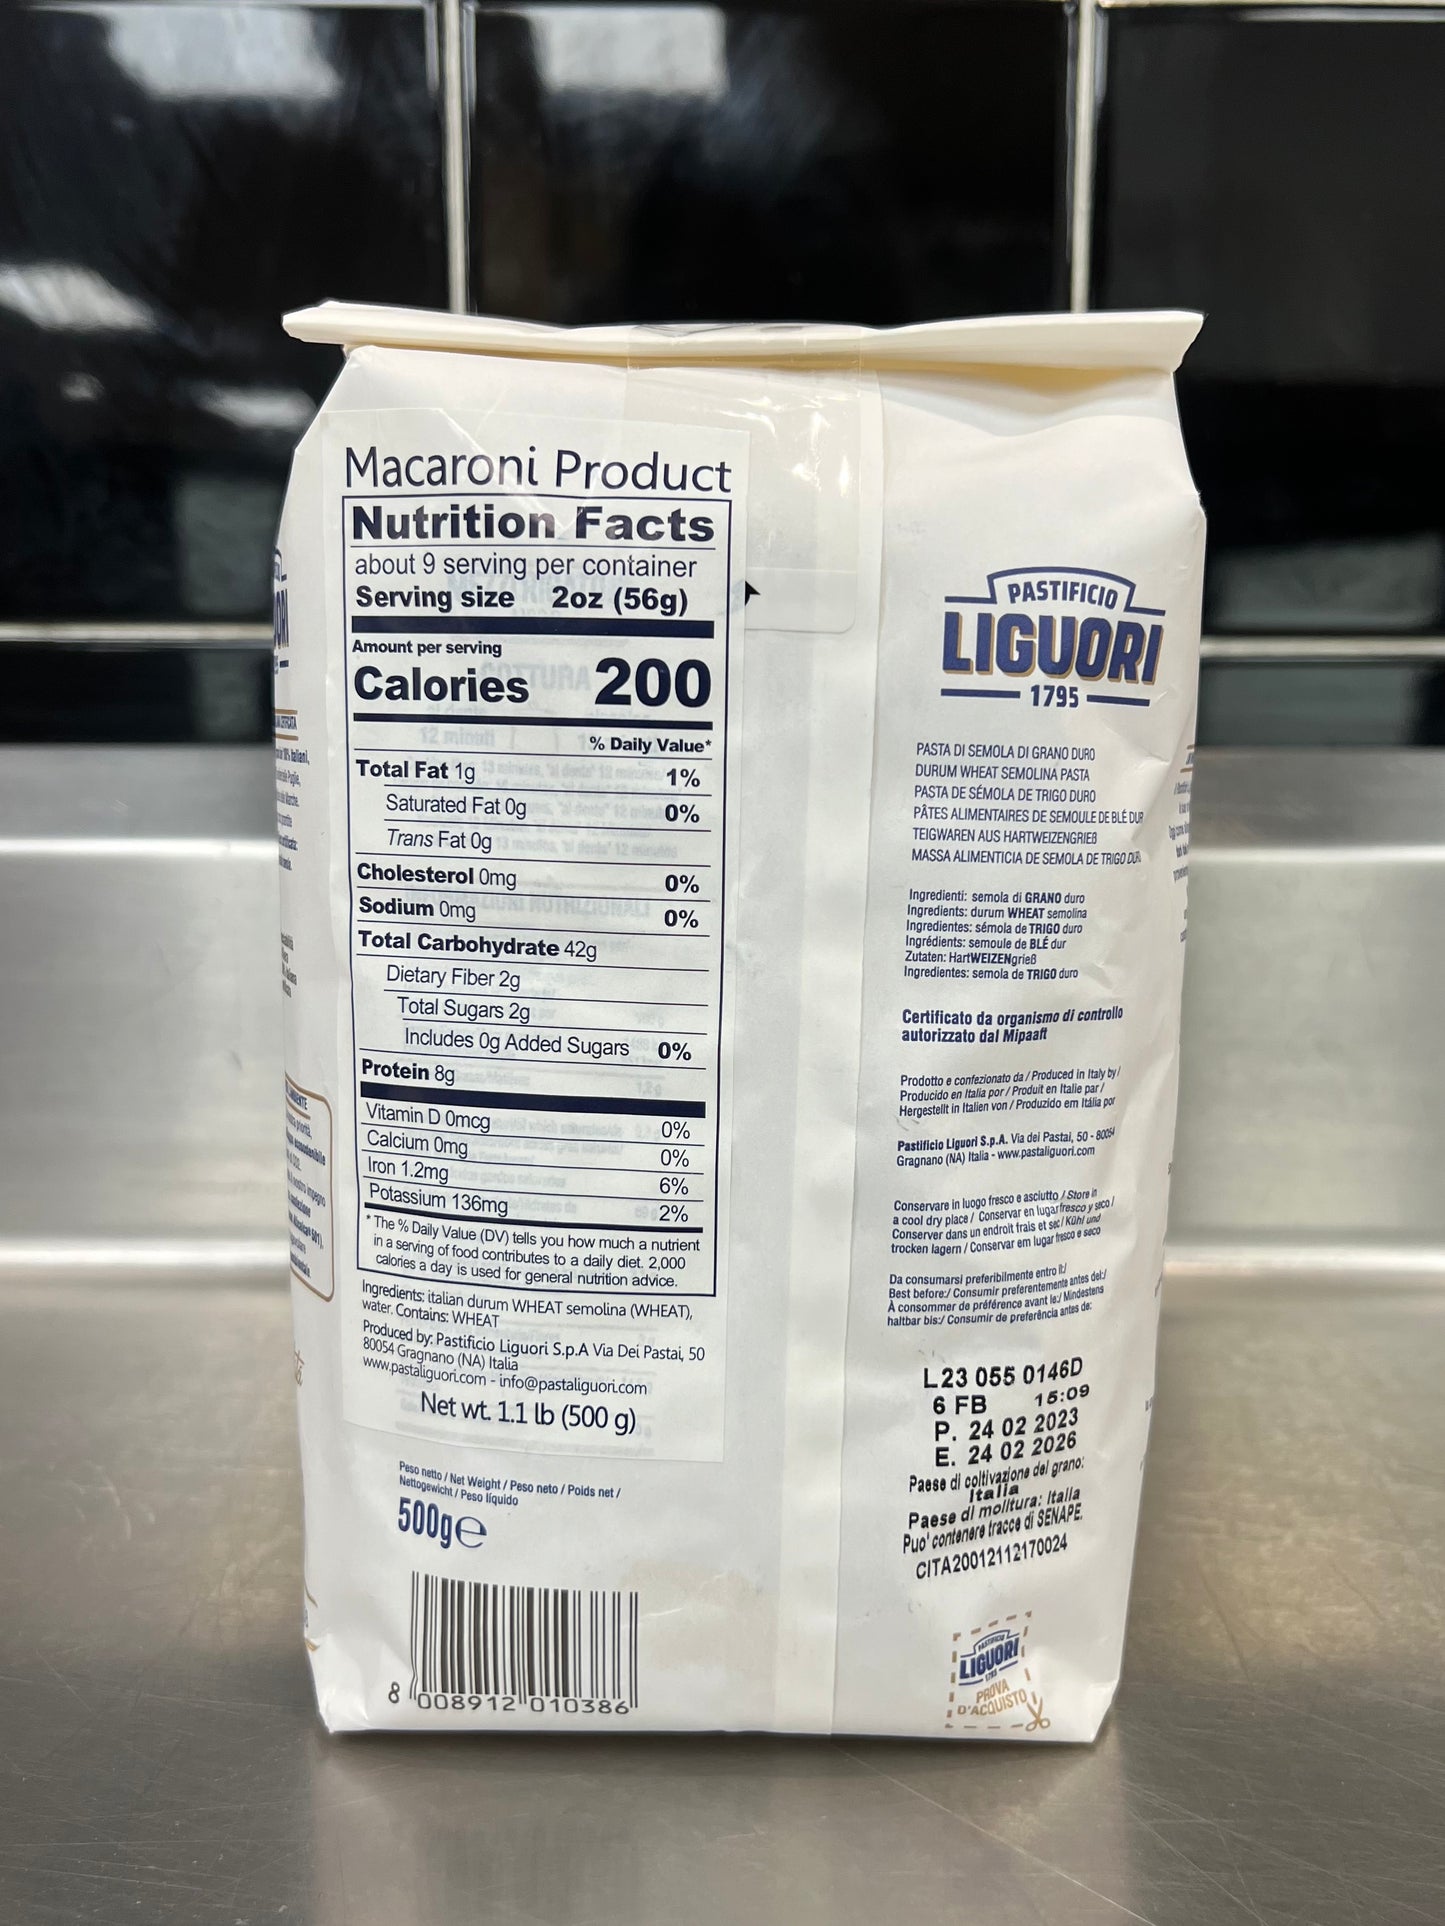 Macaroni Product
Nutrition Facts
about 9 serving per container
Serving size 2oz (56g)
Amount per serving
Calories 200
% Daily Value*
Total Fat 1g 1%
Saturated Fat 0g 0%
Trans Fat 0g
Cholesterol 0mg 0%
Sodium 0mg 0%
Total Carbohydrate 42g
Dietary Fiber 2g
Total Sugars 2g
Includes 0g Added Sugars 0%
Protein 8g
Vitamin D 0mcg 0%
Calcium 0mg 0%
Iron 1.2mg 6%
Potassium 136mg 2%
* The % Daily Value (DV) tells you how much a nutrient
in a serving of food contributes to a daily diet. 2,000
calories a day is used for general nutrition advice.
Ingredients: italian durum WHEAT semolina (WHEAT),
water. Contains: WHEAT
Produced by: Pastificio Liguori S.p.A Via Dei Pastai, 50
80054 Gragnano (NA) Italia
www.pastaliguori.com - info@pastaliguori.com
Net wt. 1.1 lb (500 g)
Peso netto / Net Weight / Peso neto / Poids net /
Nettogewicht / Peso líquido
500g℮
8 008912 010386
PASTIFICIO
LIGUORI
1795
PASTA DI SEMOLA DI GRANO DURO
DURUM WHEAT SEMOLINA PASTA
PASTA DE SÉMOLA DE TRIGO DURO
PÂTES ALIMENTAIRES DE SEMOULE DE BLÉ DUR
TEIGWAREN AUS HARTWEIZENGRIEB
MASSA ALIMENTICIA DE SEMOLA DE TRIGO DURO
Ingredienti: semola di GRANO duro
Ingredients: durum WHEAT semolina
Ingredientes: sémola de TRIGO duro
Ingrédients: semoule de BLÉ dur
Zutaten: HartWEIZENgrieß
Ingredientes: semola de TRIGO duro
Certificato da organismo di controllo
autorizzato dal Mipaaft
Prodotto e confezionato da / Produced in Italy by /
Producido en Italia por / Produit en Italie par /
Hergestellt in Italien von / Produzido em Itália por
Pastificio Liguori S.p.A. Via dei Pastai, 50 - 80054
Gragnano (NA) Italia - www.pastaliguori.com
Conservare in luogo fresco e asciutto / Store in
a cool dry place / Conservar en lugar fresco y seco /
Conserver dans un endroit frais et sec / Kühl und
trocken lagern / Conservar em lugar fresco e seco
Da consumarsi preferibilmente entro il:/
Best before:/ Consumir preferentemente antes del:/
À consommer de préférence avant le:/ Mindestens
haltbar bis:/ Consumir de preferência antes de:
L23 055 0146D
6 FB 15:09
P. 24 02 2023
E. 24 02 2026
Paese di coltivazione del grano:
Italia
Paese di molitura: Italia
Puo' contenere tracce di SENAPE.
CITA20012112170024
PASTIFICIO
LIGUORI
1795
PROVA
D'ACQUISTO